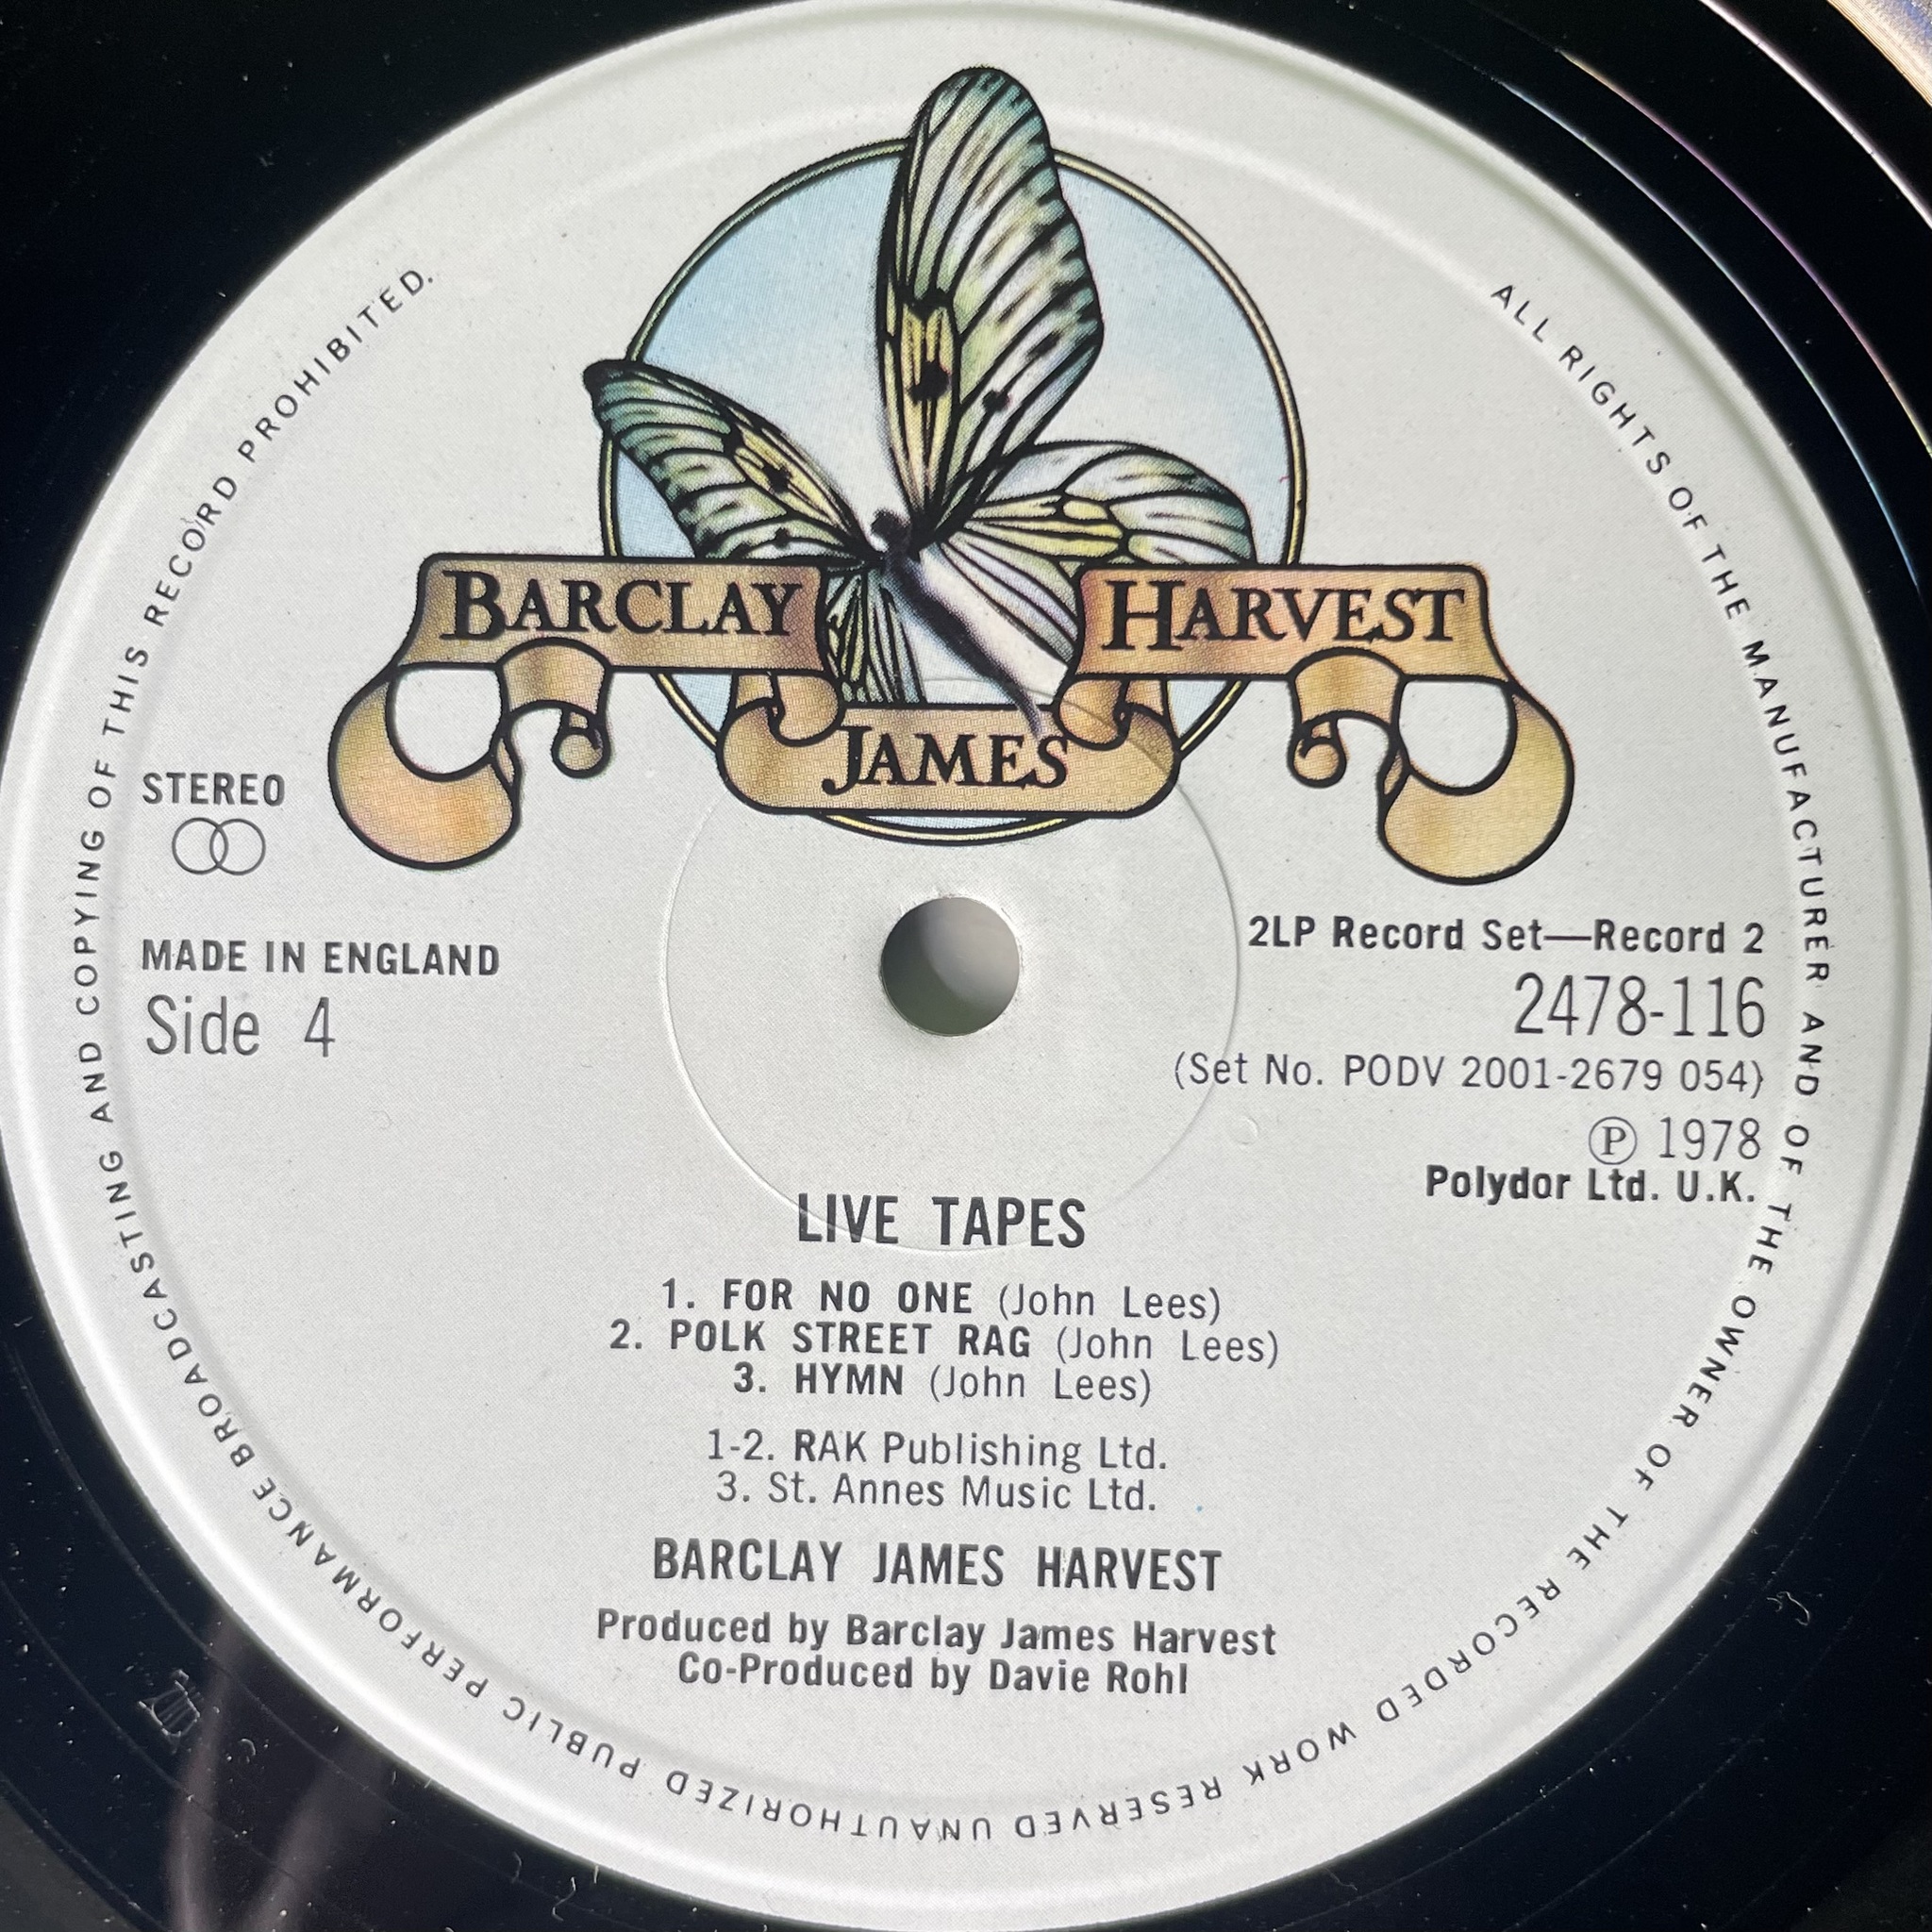 BARCLAY
JAMES
HARVEST
STEREO
MADE IN ENGLAND
Side 4
2LP Record Set—Record 2
2478-116
(Set No. PODV 2001-2679 054)
Ⓟ 1978
Polydor Ltd. U.K.
LIVE TAPES
1. FOR NO ONE (John Lees)
2. POLK STREET RAG (John Lees)
3. HYMN (John Lees)
1-2. RAK Publishing Ltd.
3. St. Annes Music Ltd.
BARCLAY JAMES HARVEST
Produced by Barclay James Harvest
Co-Produced by Davie Rohl
ALL RIGHTS OF THE MANUFACTURER AND OF THE OWNER OF THE RECORDED WORK RESERVED UNAUTHORIZED PUBLIC PERFORMANCE BROADCASTING AND COPYING OF THIS RECORD PROHIBITED.